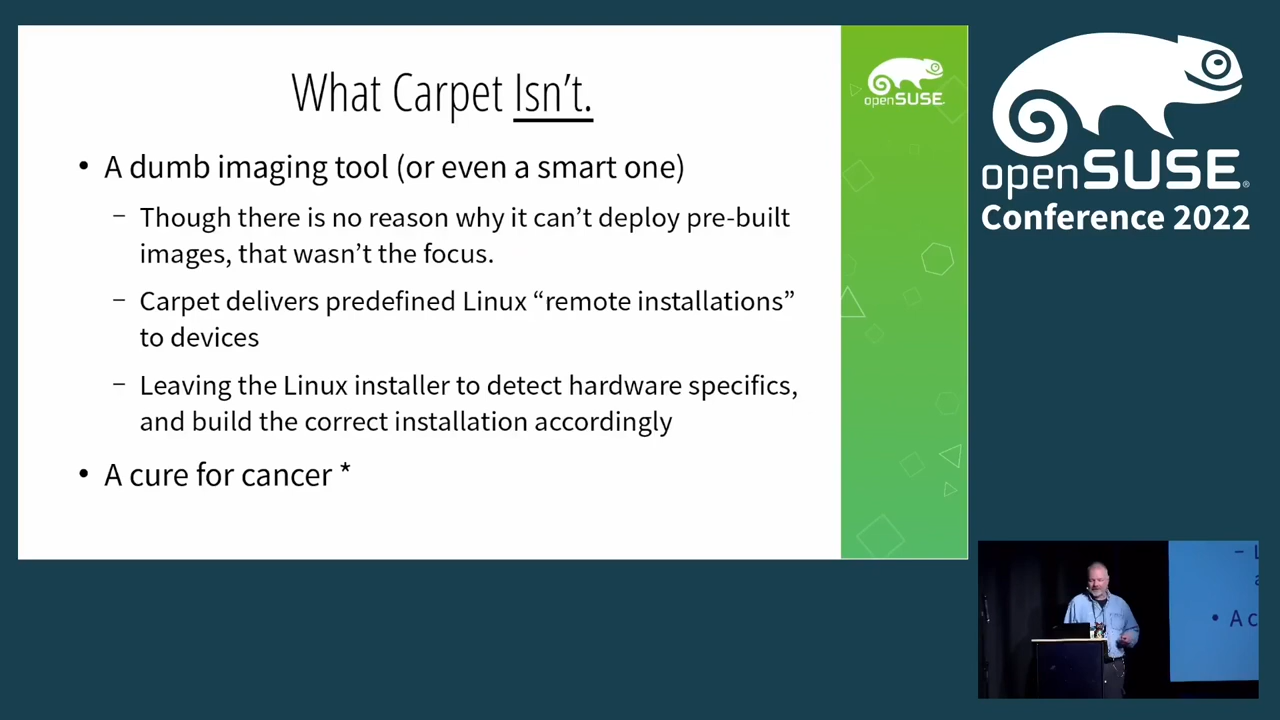 What Carpet Isn't.
• A dumb imaging tool (or even a smart one)
– Though there is no reason why it can't deploy pre-built
images, that wasn't the focus.
– Carpet delivers predefined Linux “remote installations”
to devices
– Leaving the Linux installer to detect hardware specifics,
and build the correct installation accordingly
• A cure for cancer *
openSUSE
openSUSE®
Conference 2022
– L
• A c